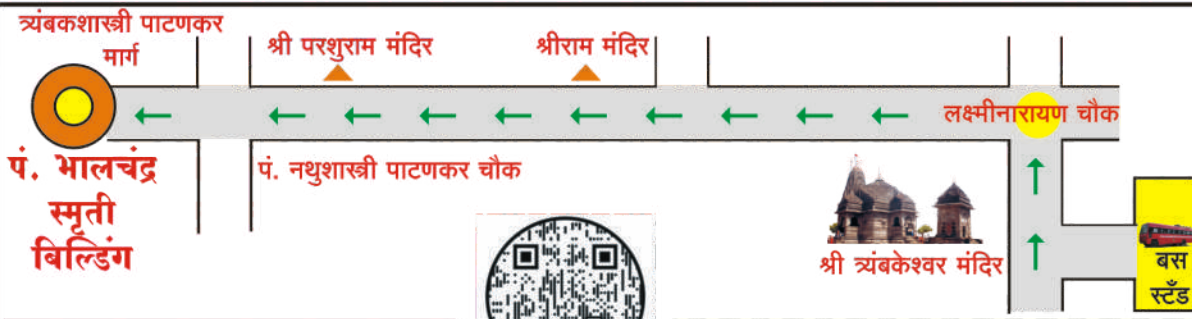 त्र्यंबकशास्त्री पाटणकर
मार्ग
श्री परशुराम मंदिर
श्रीराम मंदिर
लक्ष्मीनारायण चौक
पं. भालचंद्र
स्मृती
बिल्डिंग
पं. नथुशास्त्री पाटणकर चौक
श्री त्र्यंबकेश्वर मंदिर
बस
स्टँड